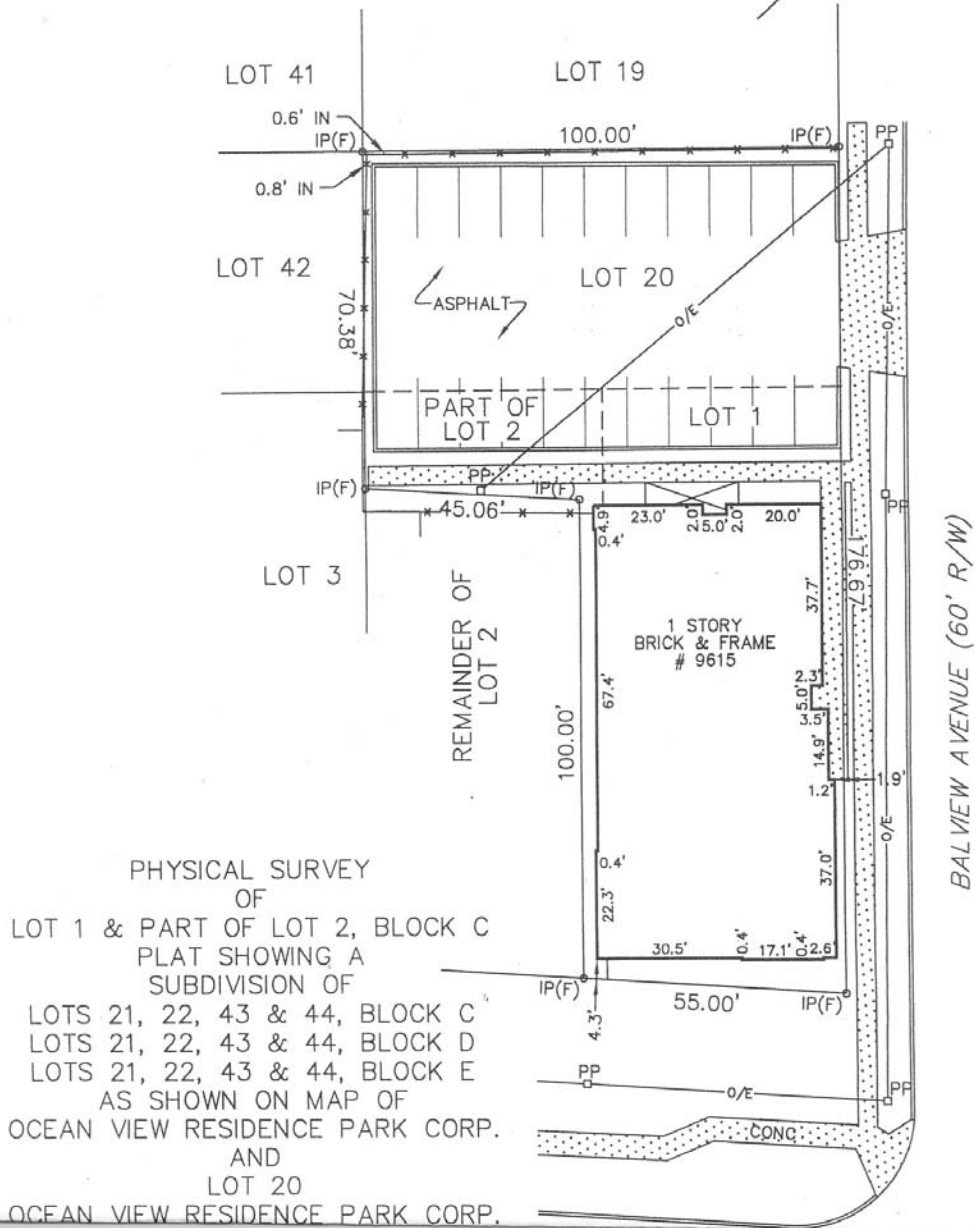 LOT 41
LOT 19
0.6' IN
IP(F)
100.00'
IP(F)
PP
0.8' IN
LOT 42
LOT 20
70.38'
ASPHALT
O/E
O/E
PART OF
LOT 2
LOT 1
IP(F)
PP
IP(F)
45.06'
4.9
23.0'
2.0'
5.0'
2.0'
20.0'
PP
0.4'
176.67
LOT 3
REMAINDER OF
LOT 2
1 STORY
BRICK & FRAME
# 9615
37.7'
67.4'
2.3'
5.0'
3.5'
100.00'
14.9'
1.2'
1.9'
BALVIEW AVENUE (60' R/W)
O/E
0.4'
37.0'
22.3'
30.5'
0.4'
17.1'
0.4'
2.6'
IP(F)
55.00'
IP(F)
4.3'
PP
O/E
PP
CONC
PHYSICAL SURVEY
OF
LOT 1 & PART OF LOT 2, BLOCK C
PLAT SHOWING A
SUBDIVISION OF
LOTS 21, 22, 43 & 44, BLOCK C
LOTS 21, 22, 43 & 44, BLOCK D
LOTS 21, 22, 43 & 44, BLOCK E
AS SHOWN ON MAP OF
OCEAN VIEW RESIDENCE PARK CORP.
AND
LOT 20
OCEAN VIEW RESIDENCE PARK CORP.